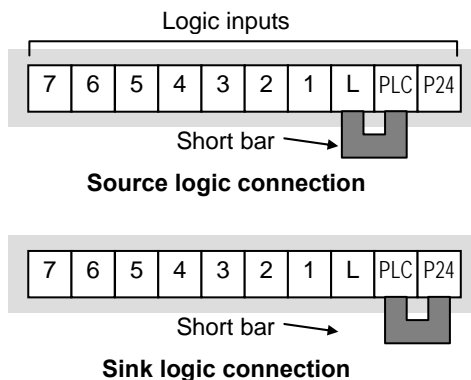 Logic inputs
7 6 5 4 3 2 1 L PLC P24
Short bar
Source logic connection
7 6 5 4 3 2 1 L PLC P24
Short bar
Sink logic connection